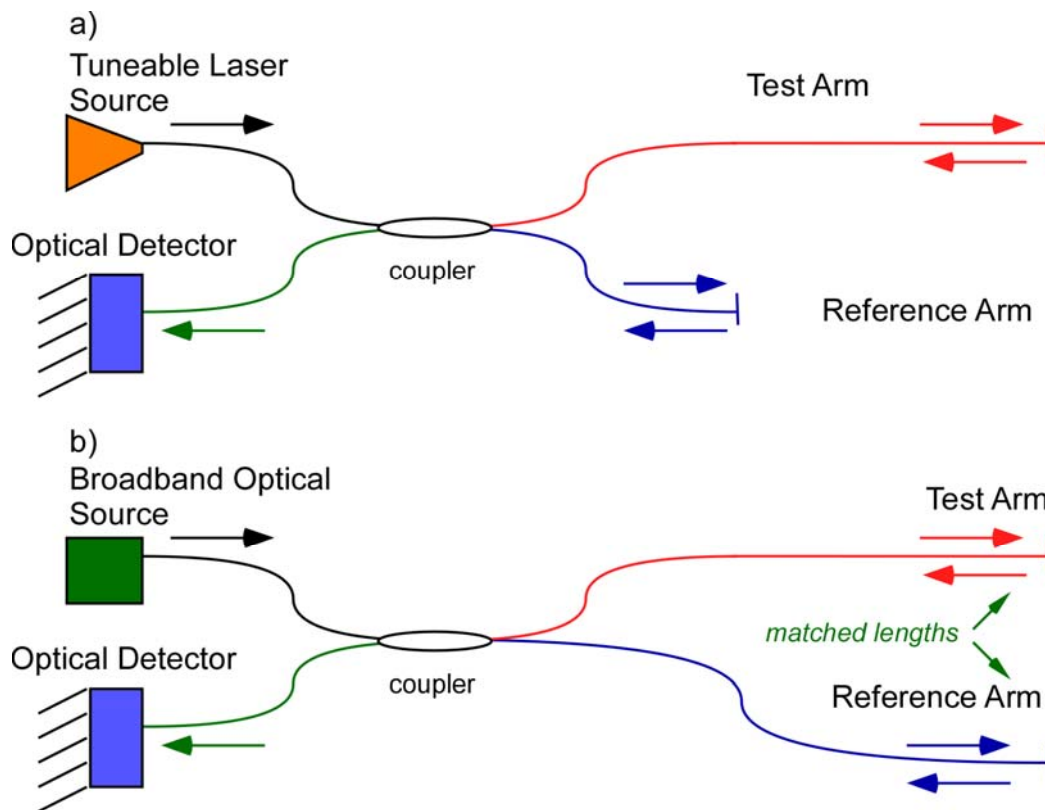 a)
Tuneable Laser
Source
Test Arm
Optical Detector
coupler
Reference Arm
b)
Broadband Optical
Source
Test Arm
matched lengths
Optical Detector
coupler
Reference Arm